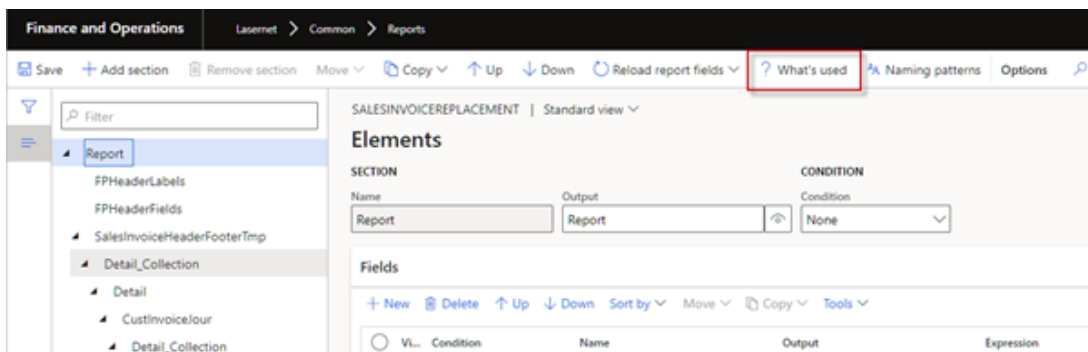 Finance and Operations Lasernet > Common > Reports
Save + Add section Remove section Move Copy Up Down Reload report fields ? What's used Naming patterns Options
Filter
Report
FPHeaderLabels
FPHeaderFields
SalesInvoiceHeaderFooterTmp
Detail_Collection
Detail
CustInvoiceJour
Detail_Collection
SALESINVOICEREPLACEMENT | Standard view
Elements
SECTION CONDITION
Name Output Condition
Report Report None
Fields
+ New Delete Up Down Sort by Move Copy Tools
Vi... Condition Name Output Expression